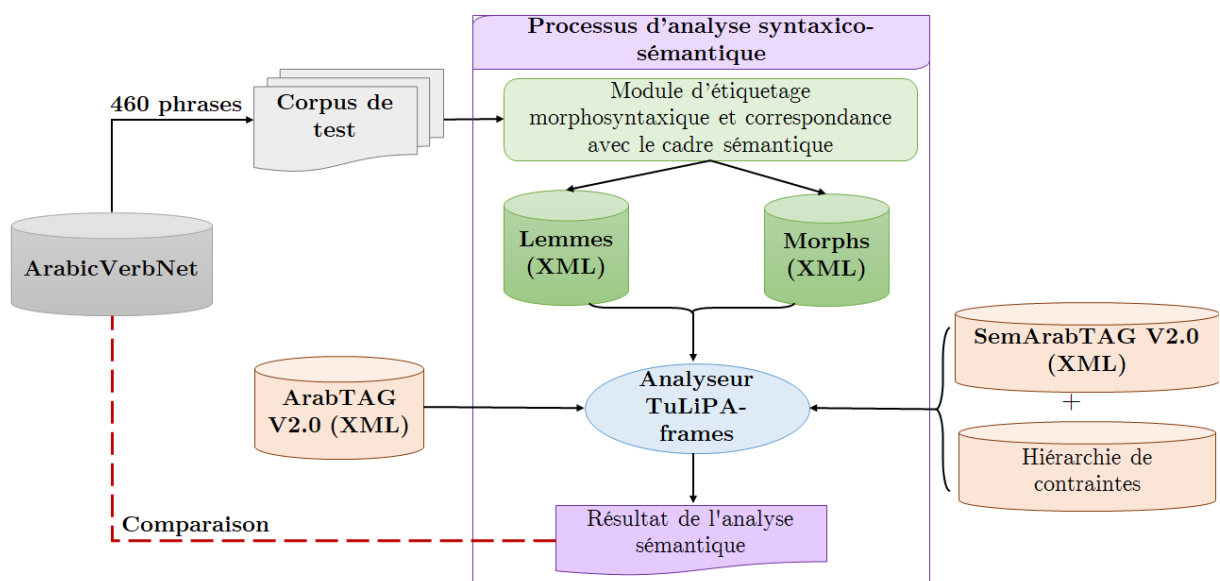 Processus d'analyse syntaxico-
sémantique
460 phrases
Corpus de
test
Module d'étiquetage
morphosyntaxique et correspondance
avec le cadre sémantique
ArabicVerbNet
Lemmes
(XML)
Morphs
(XML)
ArabTAG
V2.0 (XML)
Analyseur
TuLiPA-
frames
SemArabTAG V2.0
(XML)
+
Hiérarchie de
contraintes
Comparaison
Résultat de l'analyse
sémantique